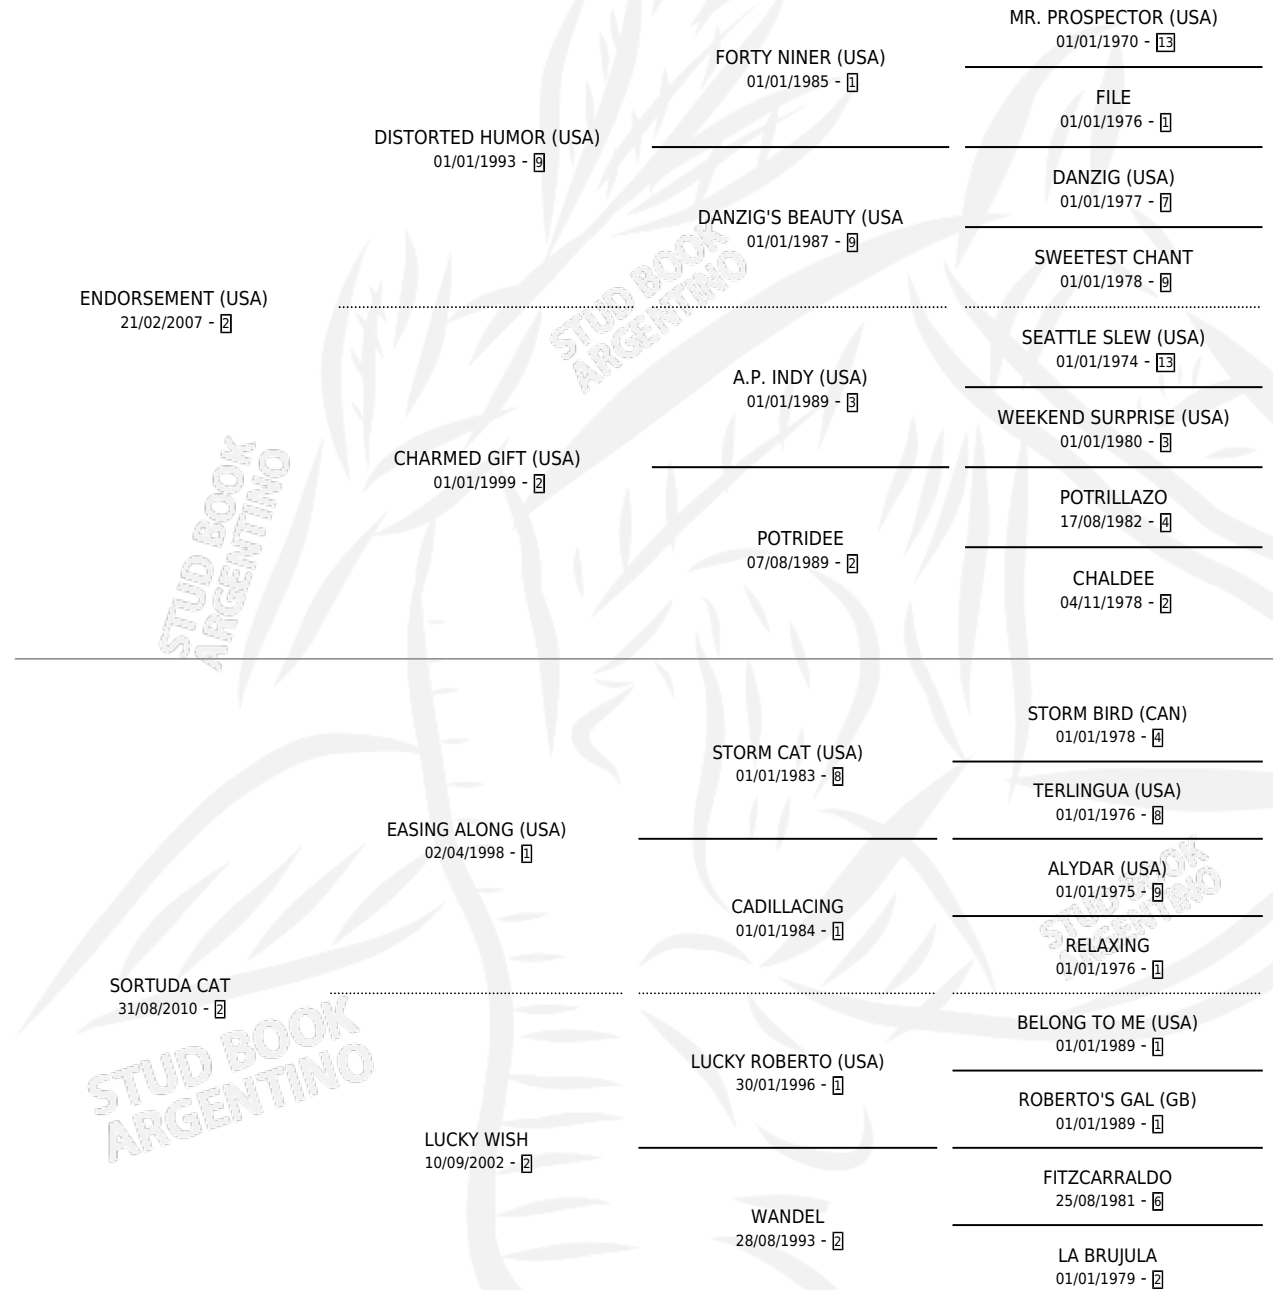 MR. PROSPECTOR (USA)
01/01/1970 - 13
FORTY NINER (USA)
01/01/1985 - 1
FILE
01/01/1976 - 1
DISTORTED HUMOR (USA)
01/01/1993 - 9
DANZIG (USA)
01/01/1977 - 7
DANZIG'S BEAUTY (USA
01/01/1987 - 9
SWEETEST CHANT
01/01/1978 - 9
ENDORSEMENT (USA)
21/02/2007 - 2
STUD BOOK
ARGENTINO
SEATTLE SLEW (USA)
01/01/1974 - 13
A.P. INDY (USA)
01/01/1989 - 3
WEEKEND SURPRISE (USA)
01/01/1980 - 3
CHARMED GIFT (USA)
01/01/1999 - 2
POTRILLAZO
17/08/1982 - 4
POTRIDEE
07/08/1989 - 2
CHALDEE
04/11/1978 - 2
STUD BOOK
ARGENTINO
STORM BIRD (CAN)
01/01/1978 - 4
STORM CAT (USA)
01/01/1983 - 8
TERLINGUA (USA)
01/01/1976 - 8
EASING ALONG (USA)
02/04/1998 - 1
ALYDAR (USA)
01/01/1975 - 9
CADILLACING
01/01/1984 - 1
RELAXING
01/01/1976 - 1
STUD BOOK
ARGENTINO
SORTUDA CAT
31/08/2010 - 2
BELONG TO ME (USA)
01/01/1989 - 1
LUCKY ROBERTO (USA)
30/01/1996 - 1
ROBERTO'S GAL (GB)
01/01/1989 - 1
STUD BOOK
ARGENTINO
LUCKY WISH
10/09/2002 - 2
FITZCARRALDO
25/08/1981 - 6
WANDEL
28/08/1993 - 2
LA BRUJULA
01/01/1979 - 2